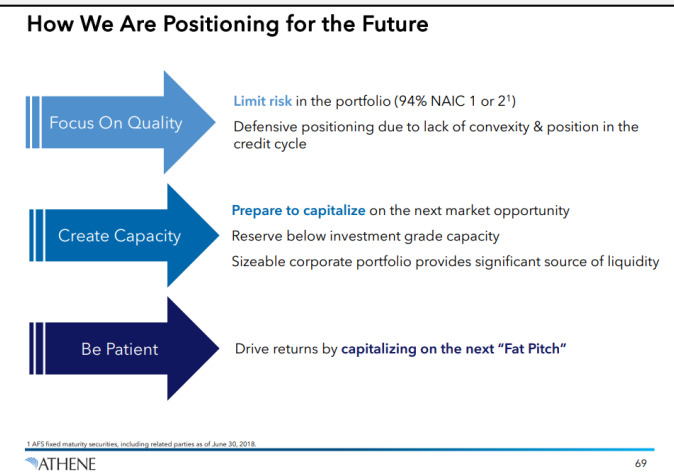 How We Are Positioning for the Future
Focus On Quality
Limit risk in the portfolio (94% NAIC 1 or 2¹)
Defensive positioning due to lack of convexity & position in the
credit cycle
Create Capacity
Prepare to capitalize on the next market opportunity
Reserve below investment grade capacity
Sizeable corporate portfolio provides significant source of liquidity
Be Patient
Drive returns by capitalizing on the next “Fat Pitch”
1 AFS fixed maturity securities, including related parties as of June 30, 2018.
ATHENE
69